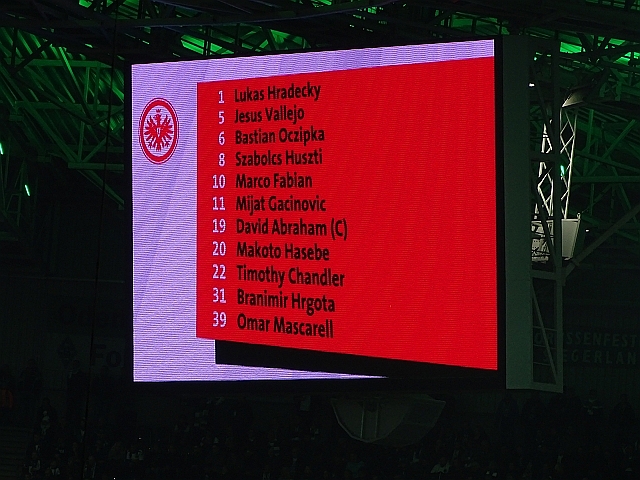 1 Lukas Hradecky
5 Jesus Vallejo
6 Bastian Oczipka
8 Szabolcs Huszti
10 Marco Fabian
11 Mijat Gacinovic
19 David Abraham (C)
20 Makoto Hasebe
22 Timothy Chandler
31 Branimir Hrgota
39 Omar Mascarell